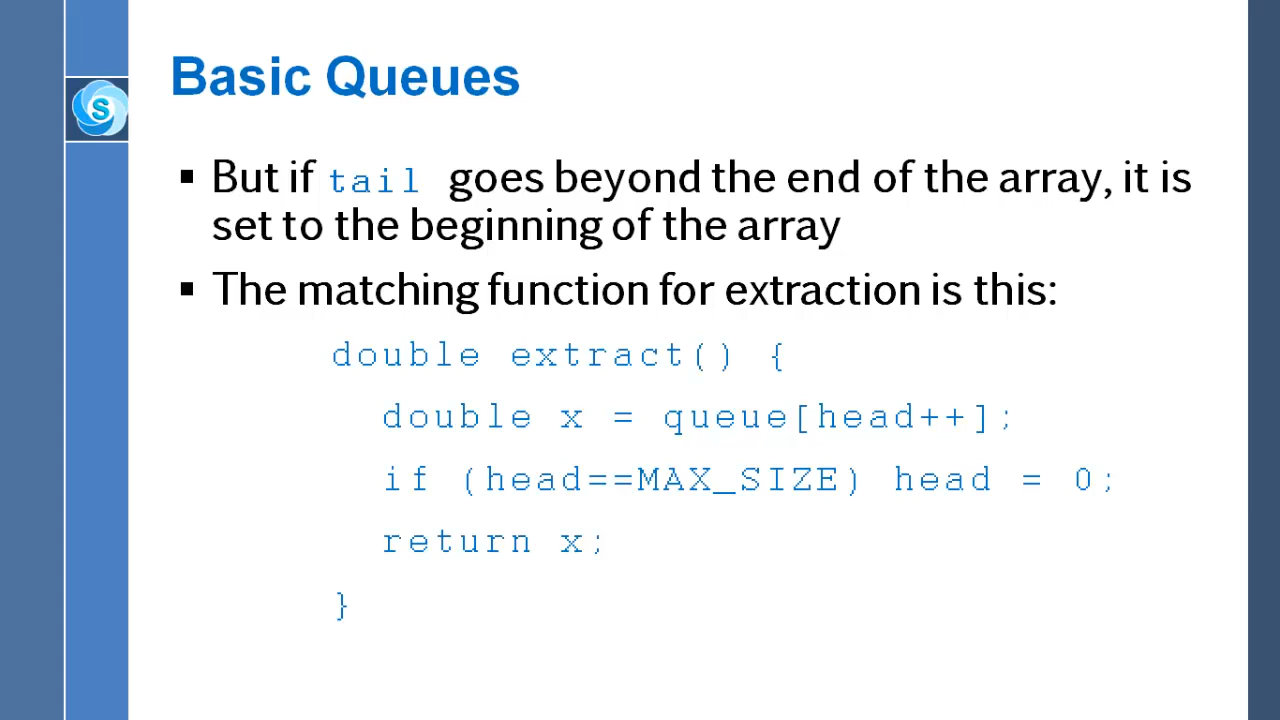 Basic Queues
S
▪ But if tail goes beyond the end of the array, it is
set to the beginning of the array
▪ The matching function for extraction is this:
double extract() {
double x = queue[head++];
if (head==MAX_SIZE) head = 0;
return x;
}